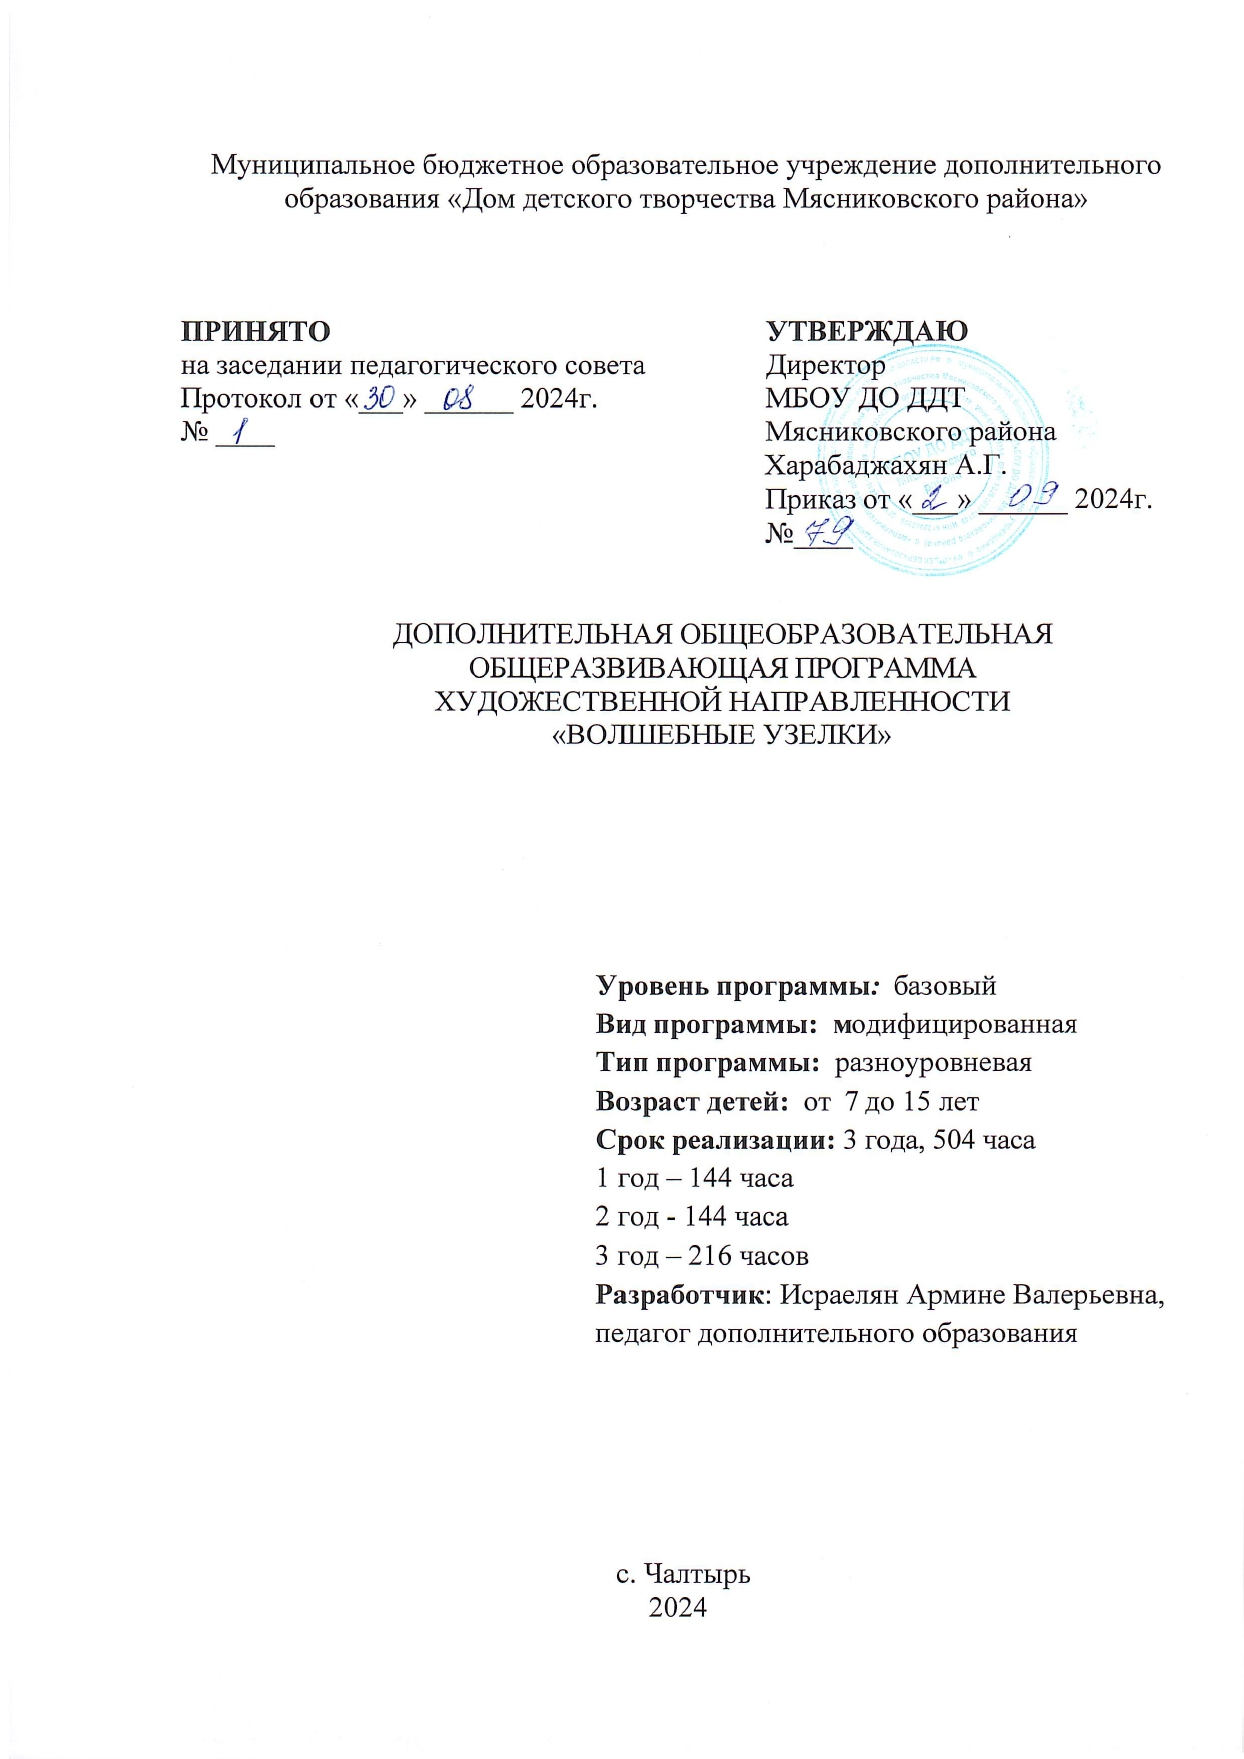 Муниципальное бюджетное образовательное учреждение дополнительного
образования «Дом детского творчества Мясниковского района»
ПРИНЯТО
на заседании педагогического совета
Протокол от «30» 08 2024г.
№ 1
УТВЕРЖДАЮ
Директор
МБОУ ДО ДДТ
Мясниковского района
Харабаджахян А.Г.
Приказ от «2» 09 2024г.
№ 79
ДОПОЛНИТЕЛЬНАЯ ОБЩЕОБРАЗОВАТЕЛЬНАЯ
ОБЩЕРАЗВИВАЮЩАЯ ПРОГРАММА
ХУДОЖЕСТВЕННОЙ НАПРАВЛЕННОСТИ
«ВОЛШЕБНЫЕ УЗЕЛКИ»
Уровень программы: базовый
Вид программы: модифицированная
Тип программы: разноуровневая
Возраст детей: от 7 до 15 лет
Срок реализации: 3 года, 504 часа
1 год – 144 часа
2 год - 144 часа
3 год – 216 часов
Разработчик: Исраелян Армине Валерьевна,
педагог дополнительного образования
с. Чалтырь
2024